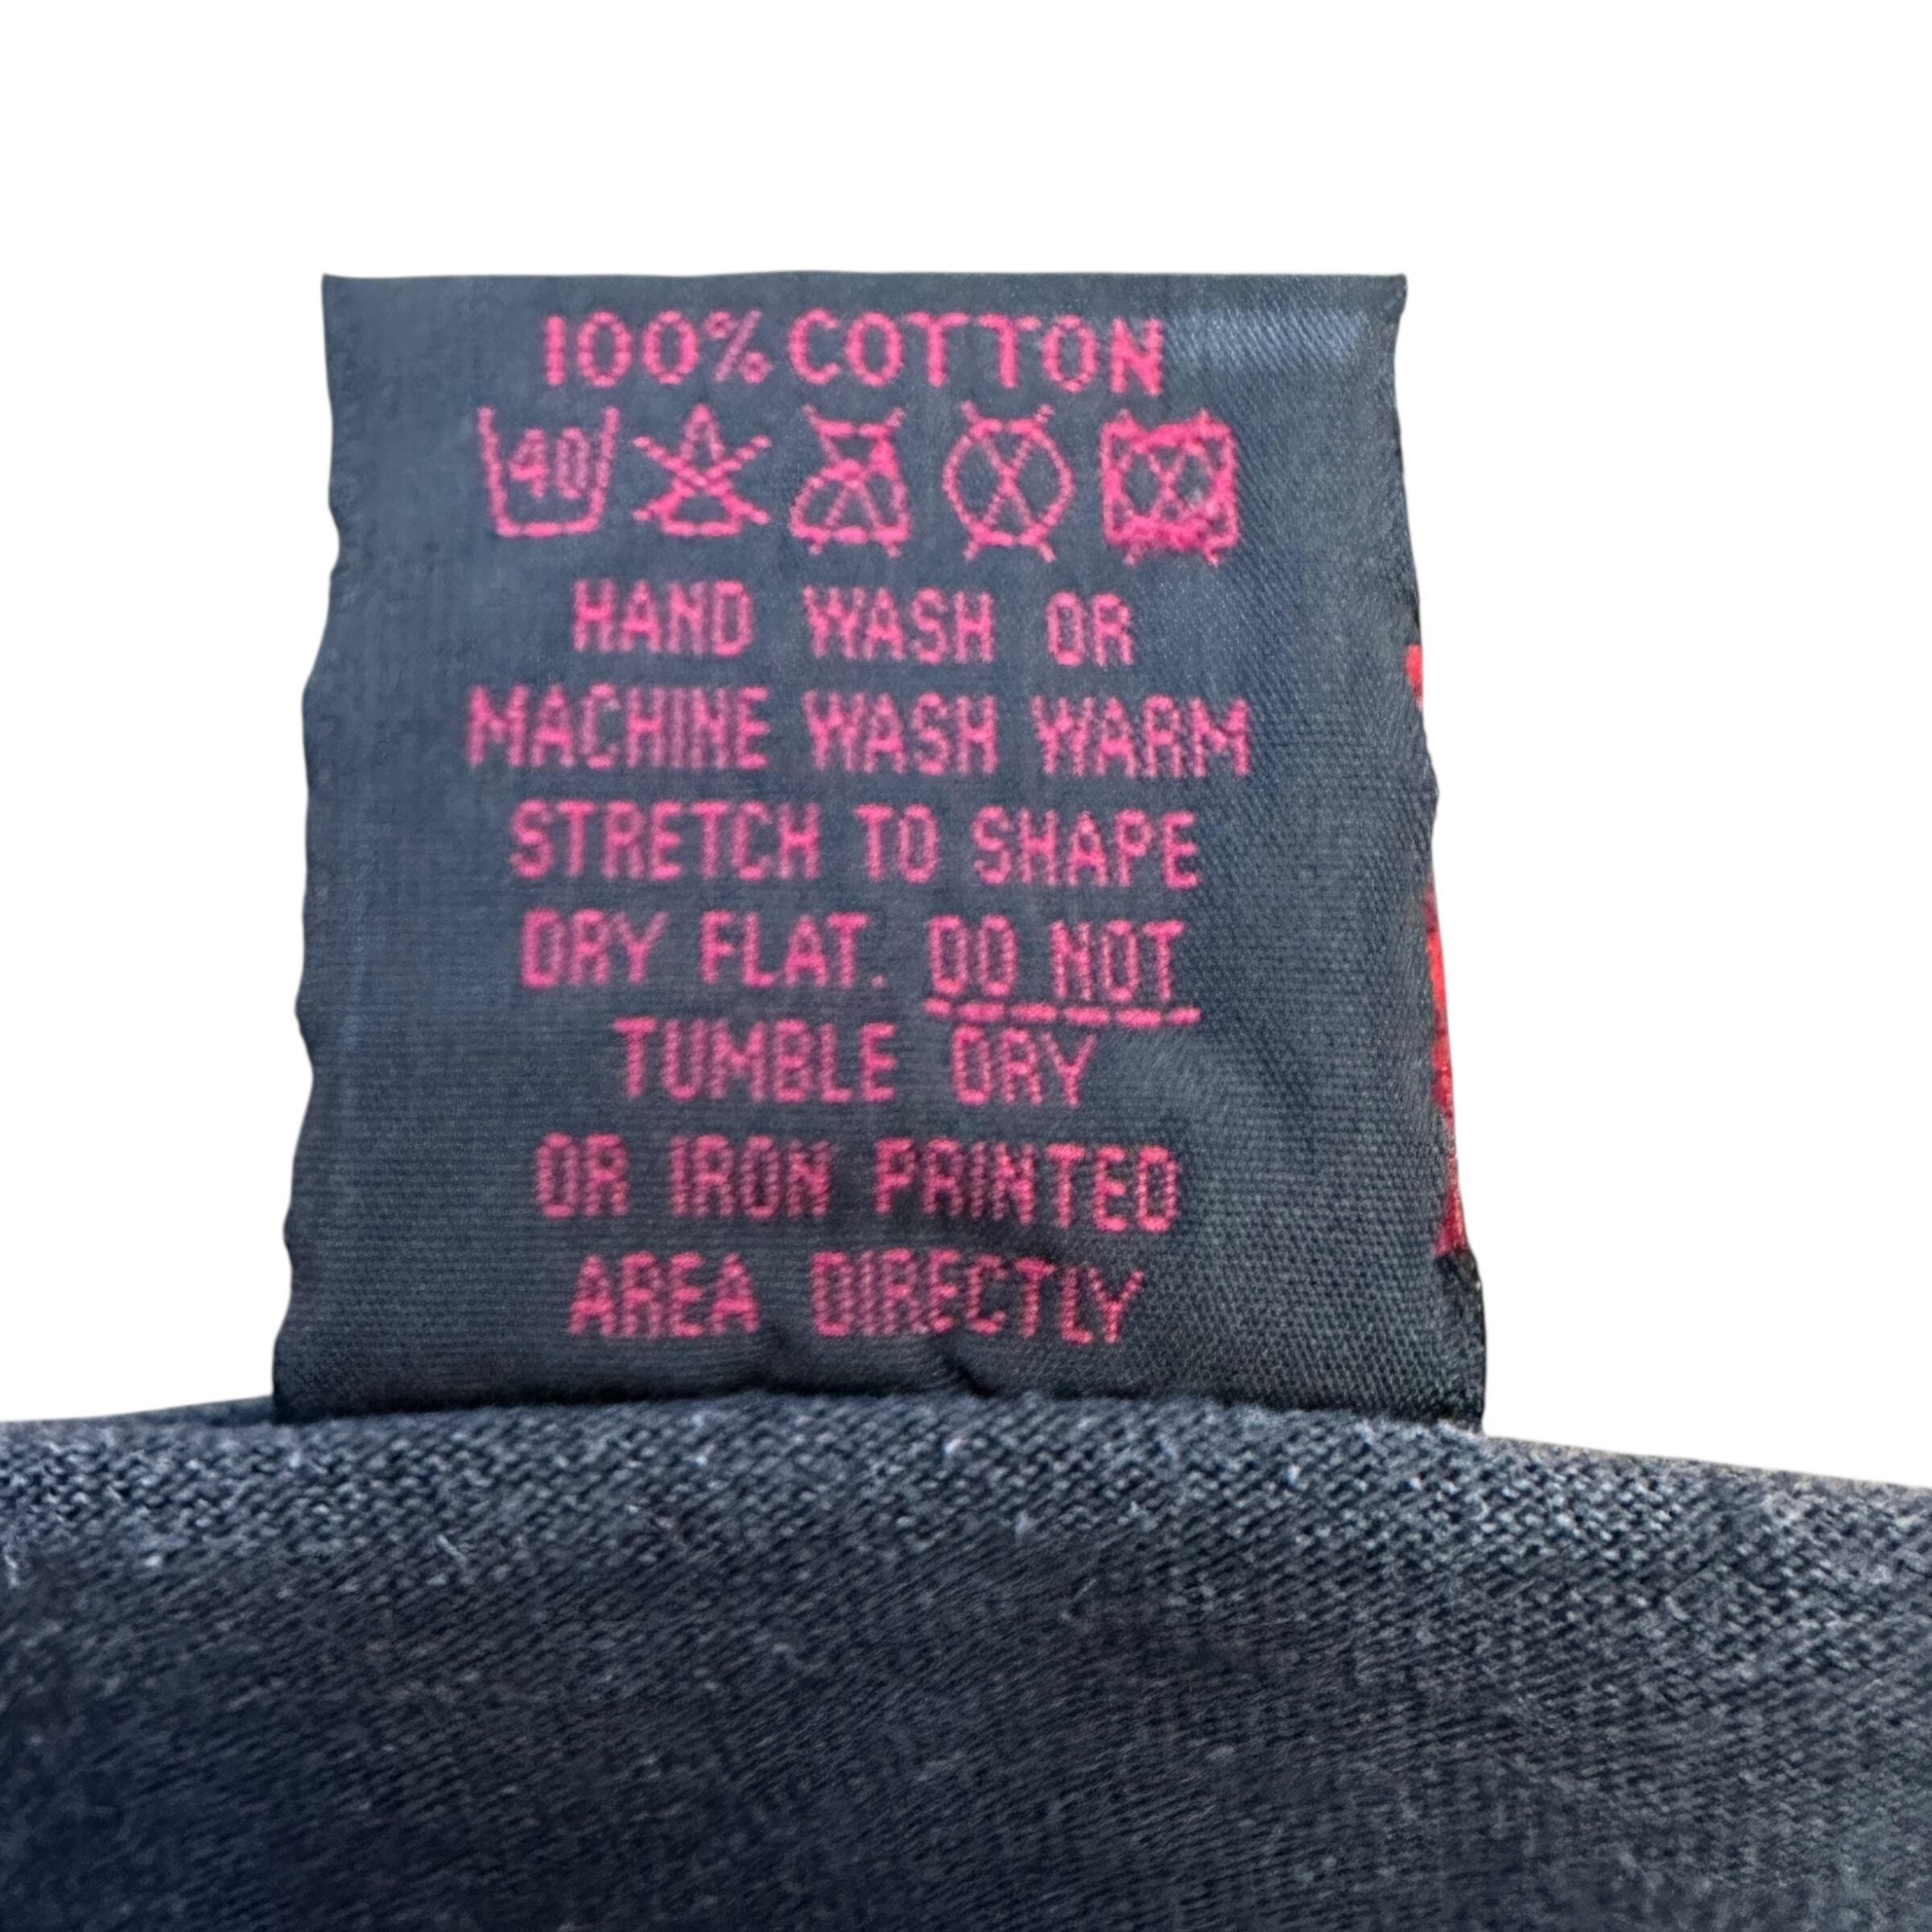 100% COTTON
40
HAND WASH OR
MACHINE WASH WARM
STRETCH TO SHAPE
DRY FLAT. DO NOT
TUMBLE DRY
OR IRON PRINTED
AREA DIRECTLY